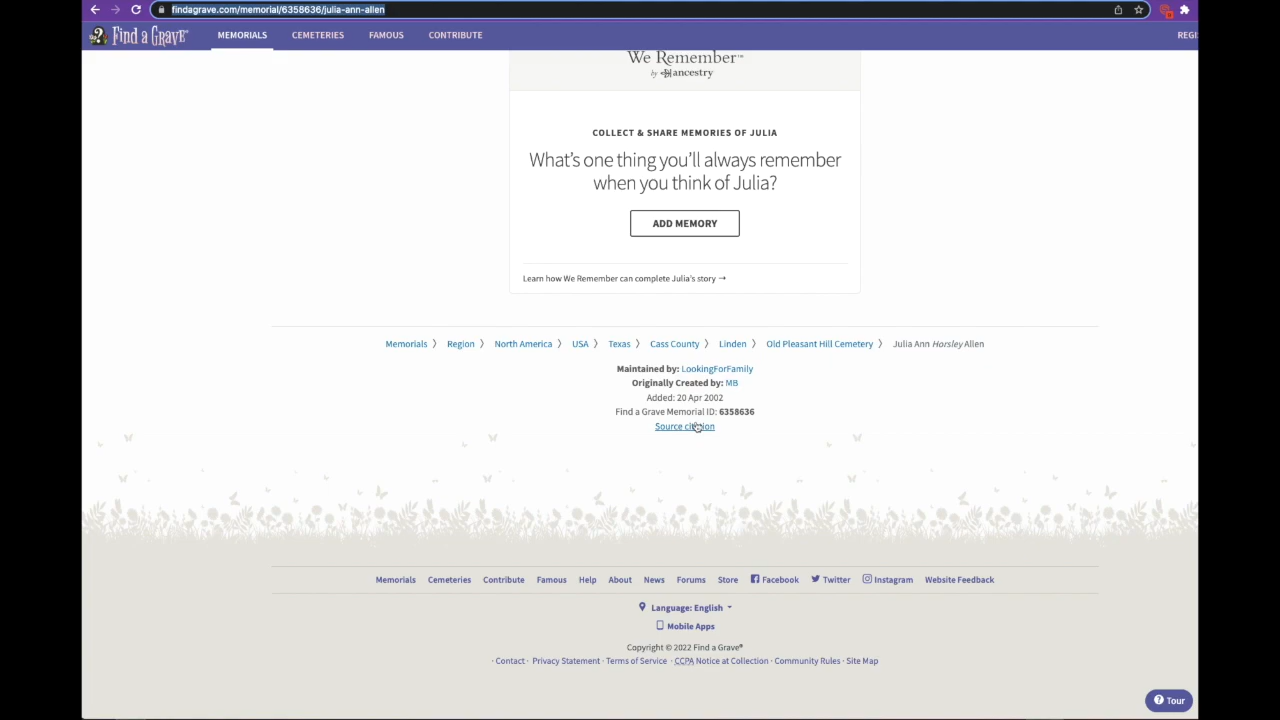 findagrave.com/memorial/6358636/julia-ann-allen
Find a Grave® MEMORIALS CEMETERIES FAMOUS CONTRIBUTE REGI
We Remember™
by ancestry
COLLECT & SHARE MEMORIES OF JULIA
What's one thing you'll always remember
when you think of Julia?
ADD MEMORY
Learn how We Remember can complete Julia's story →
Memorials 〉 Region 〉 North America 〉 USA 〉 Texas 〉 Cass County 〉 Linden 〉 Old Pleasant Hill Cemetery 〉 Julia Ann Horsley Allen
Maintained by: LookingForFamily
Originally Created by: MB
Added: 20 Apr 2002
Find a Grave Memorial ID: 6358636
Source citation
Memorials Cemeteries Contribute Famous Help About News Forums Store Facebook Twitter Instagram Website Feedback
Language: English
Mobile Apps
Copyright © 2022 Find a Grave®
· Contact · Privacy Statement · Terms of Service · CCPA Notice at Collection · Community Rules · Site Map
? Tour